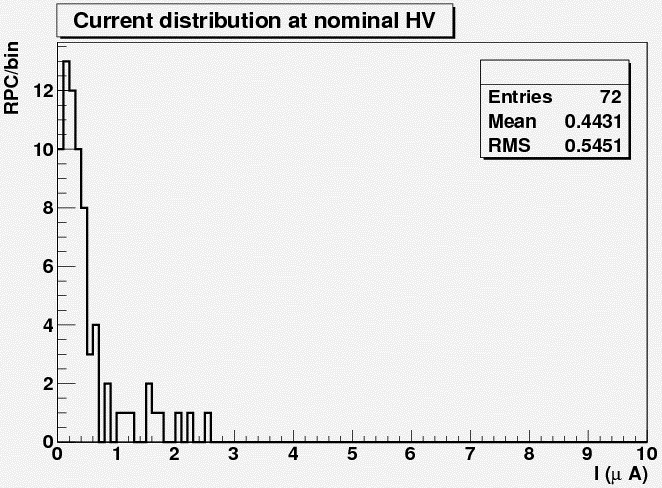 Current distribution at nominal HV
RPC/bin
Entries 72
Mean 0.4431
RMS 0.5451
12
10
8
6
4
2
0
0 1 2 3 4 5 6 7 8 9 10
I (μ A)